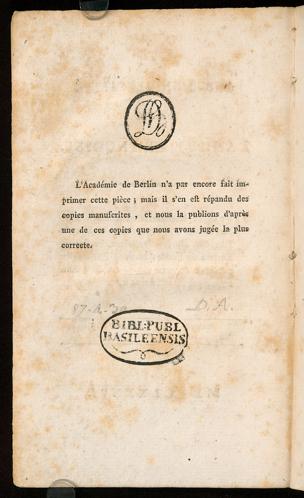 L'Académie de Berlin n'a pas encore fait im-
primer cette pièce ; mais il s'en est répandu des
copies manuscrites , et nous la publions d'après
une de ces copies que nous avons jugée la plus
correcte.
D. A.
BIBL:PUBL
BASILEENSIS